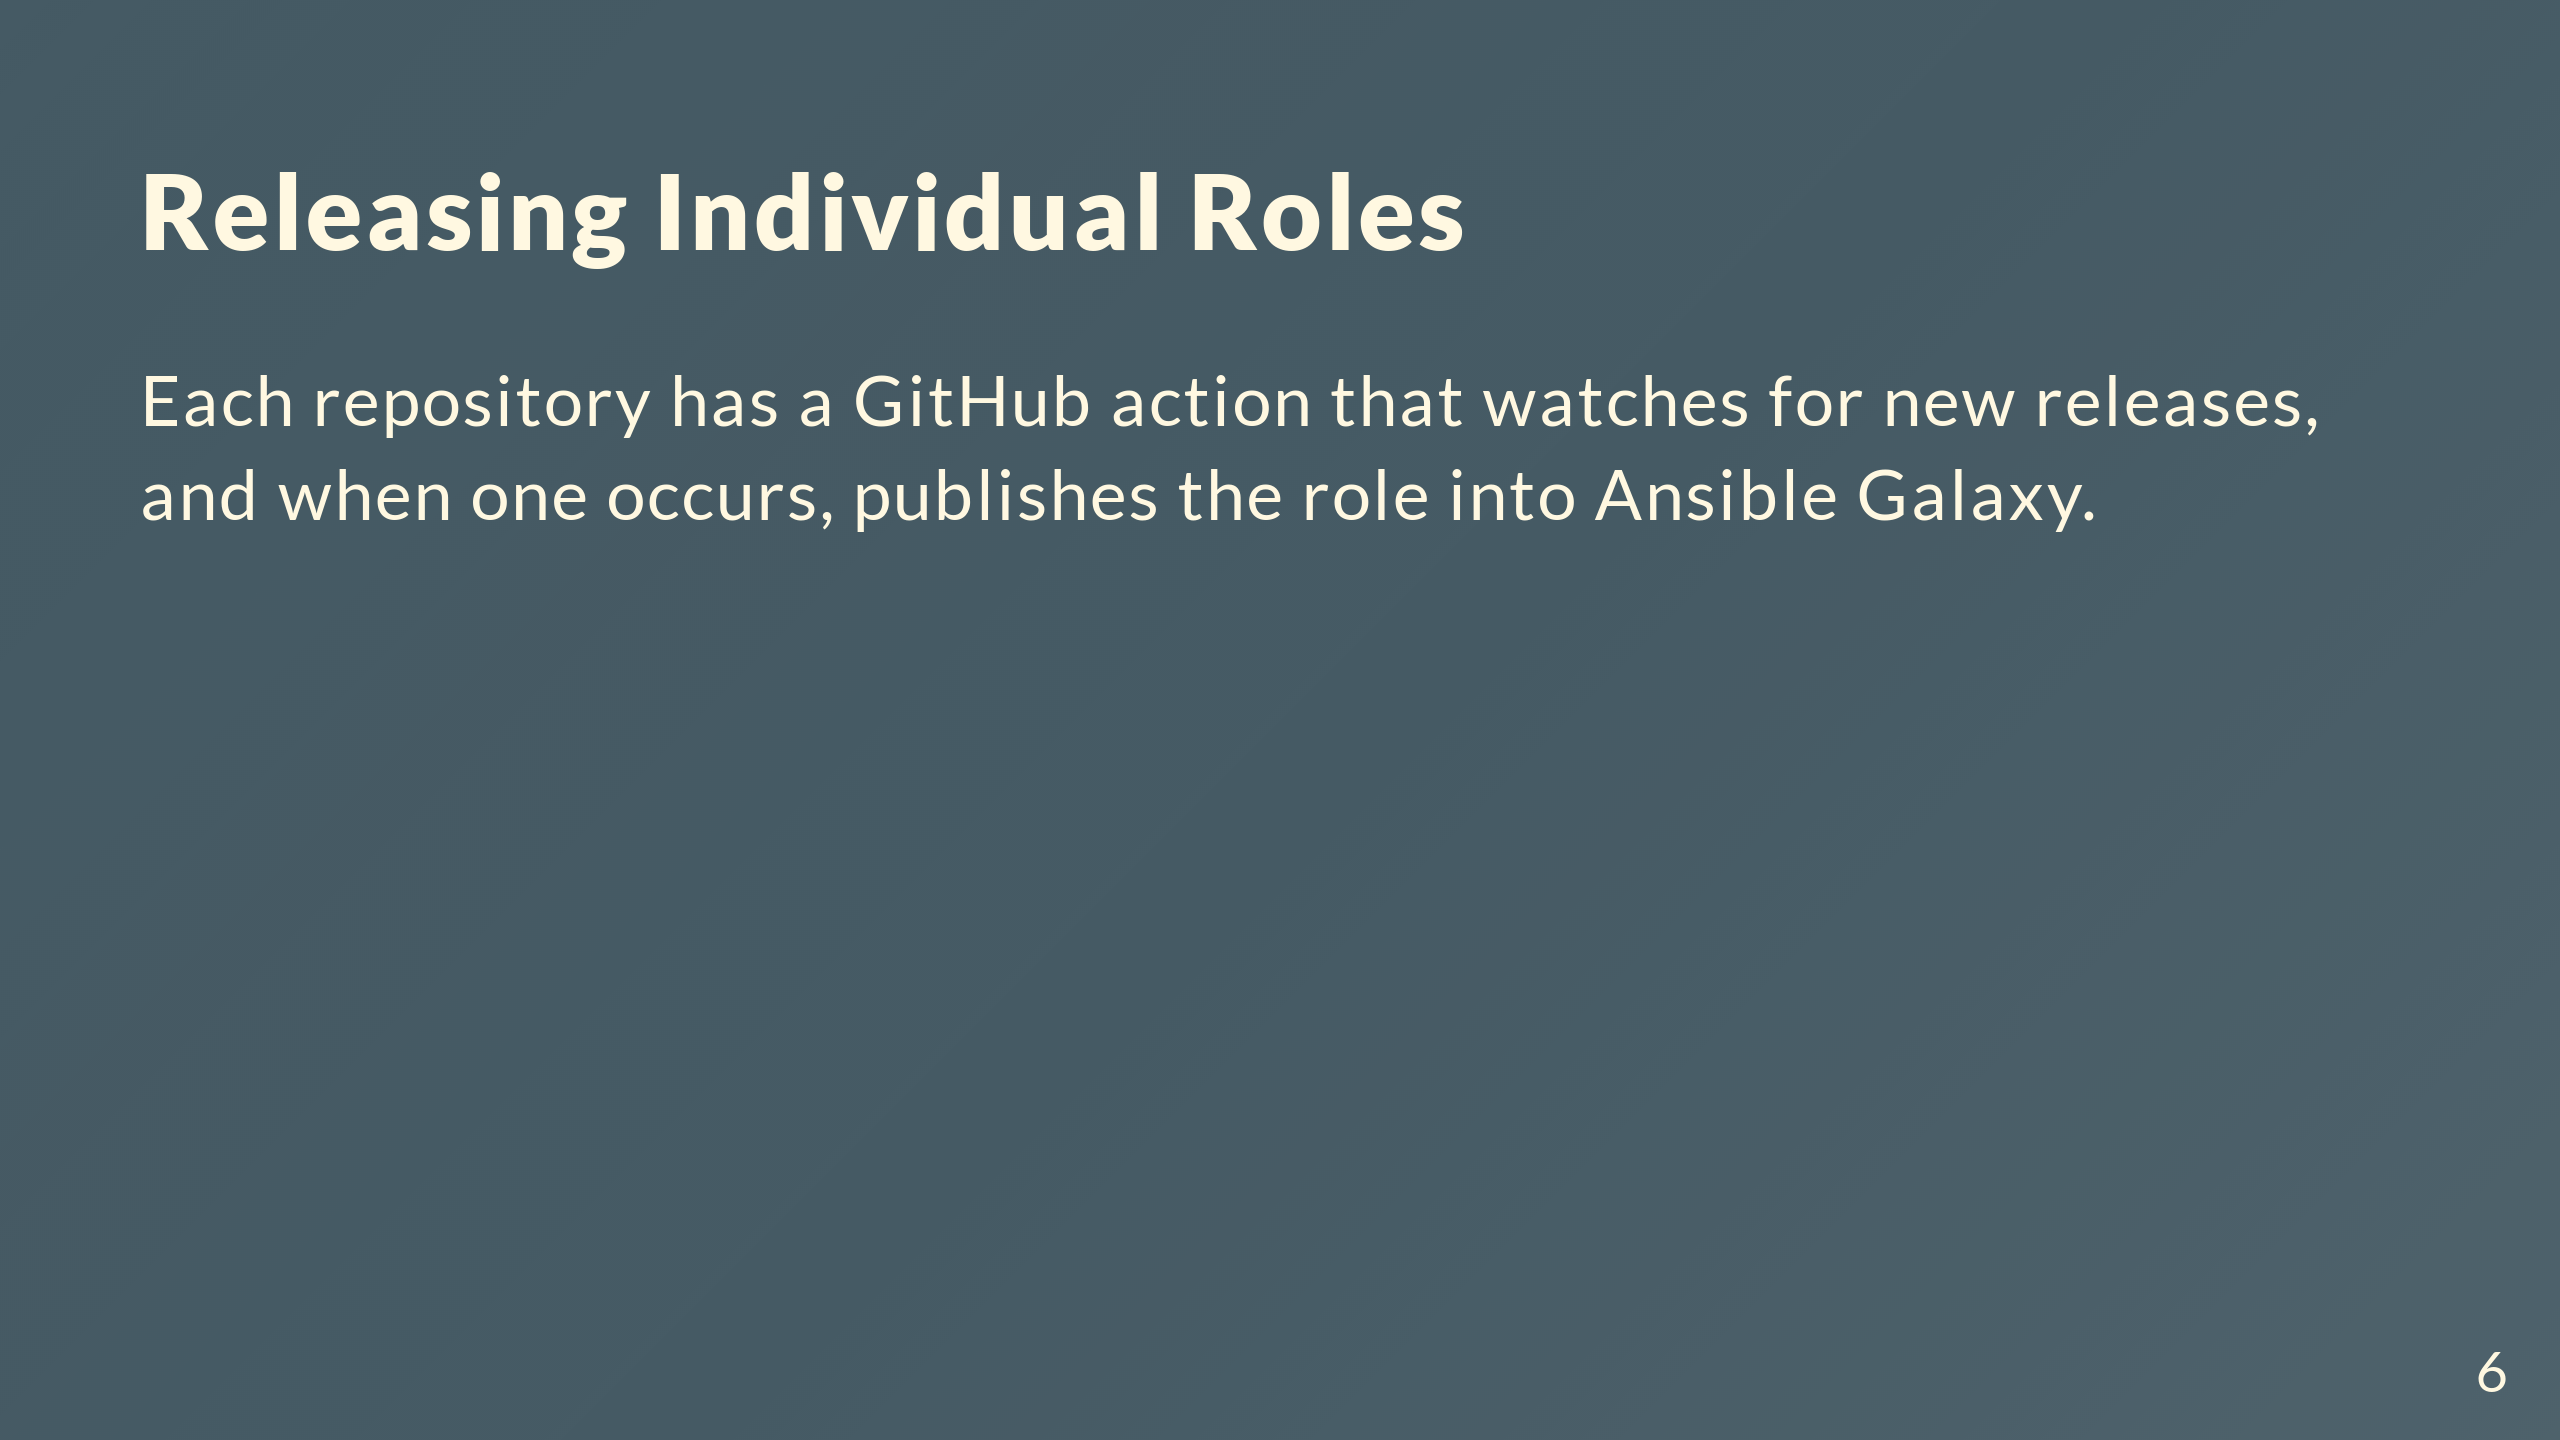 Releasing Individual Roles
Each repository has a GitHub action that watches for new releases,
and when one occurs, publishes the role into Ansible Galaxy.
6